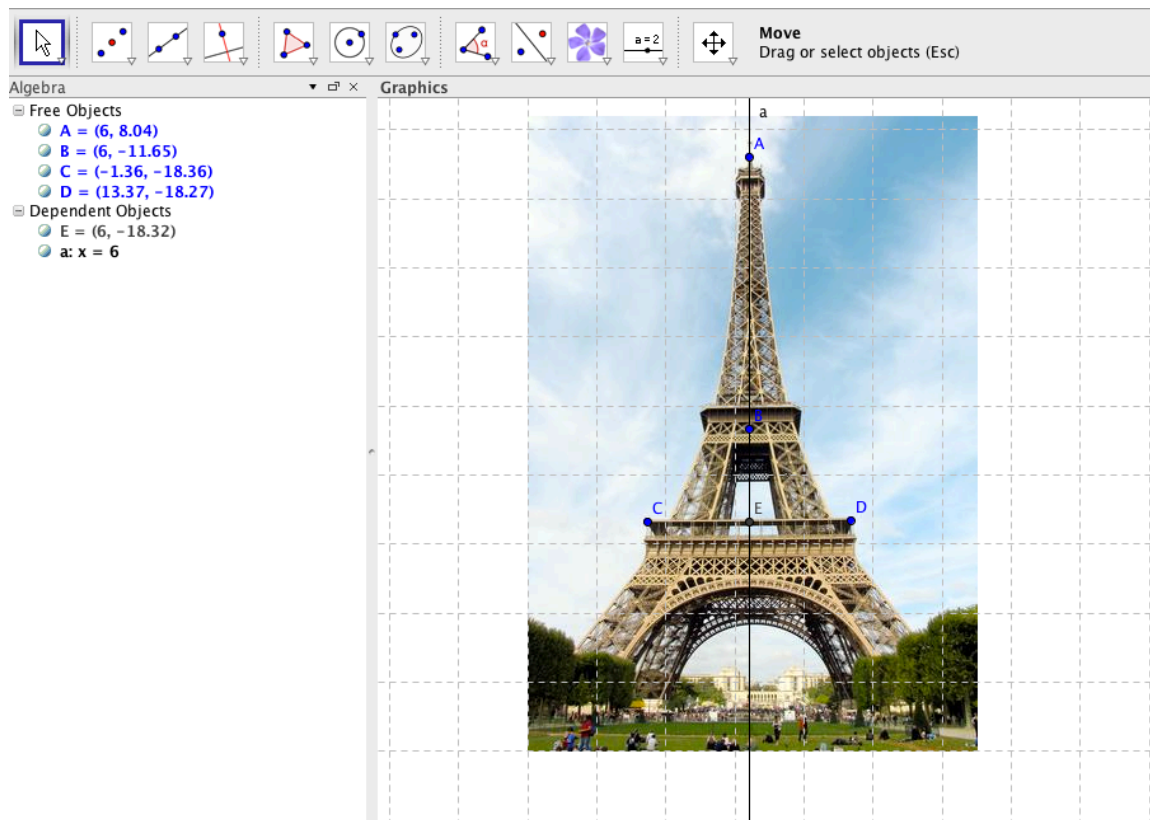 a=2
Move
Drag or select objects (Esc)
Algebra
Free Objects
A = (6, 8.04)
B = (6, -11.65)
C = (-1.36, -18.36)
D = (13.37, -18.27)
Dependent Objects
E = (6, -18.32)
a: x = 6
Graphics
α
a
A
B
C
E
D